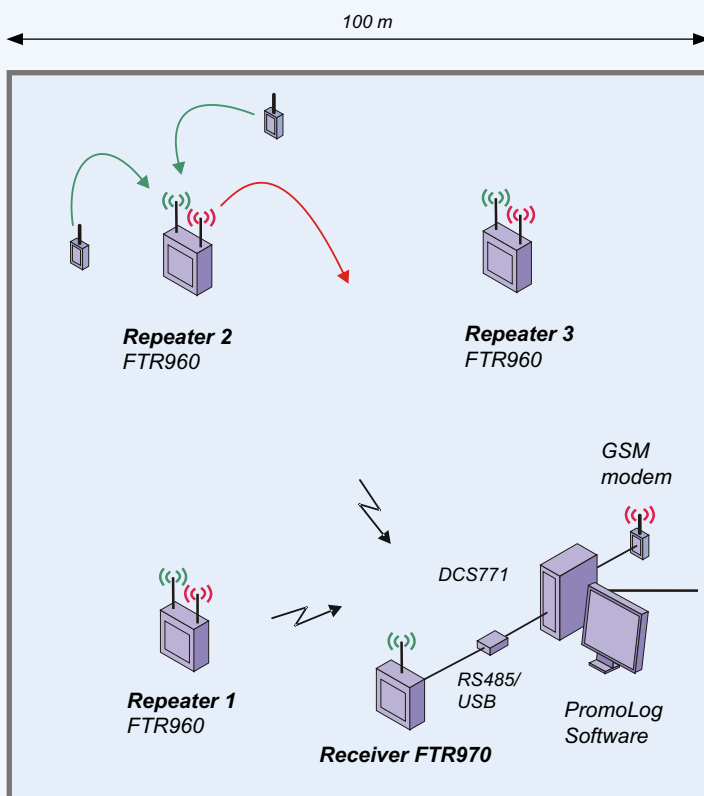 100 m
Repeater 2
FTR960
Repeater 3
FTR960
GSM
modem
DCS771
Repeater 1
FTR960
RS485/
USB
PromoLog
Software
Receiver FTR970